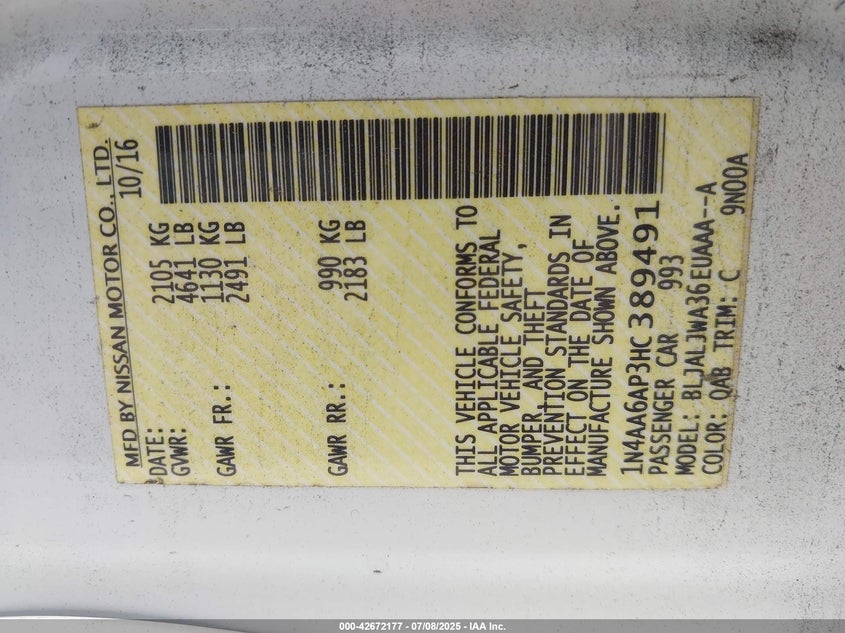 MFD BY NISSAN MOTOR CO., LTD.
DATE: 10/16
GVWR: 2105 KG
4641 LB
GAWR FR.: 1130 KG
2491 LB
GAWR RR.: 990 KG
2183 LB
THIS VEHICLE CONFORMS TO
ALL APPLICABLE FEDERAL
MOTOR VEHICLE SAFETY,
BUMPER, AND THEFT
PREVENTION STANDARDS IN
EFFECT ON THE DATE OF
MANUFACTURE SHOWN ABOVE.
1N4AA6AP3HC389491
PASSENGER CAR 993
MODEL: BLJALJWA36EUAAA--A
COLOR: QAB TRIM: C 9N00A
000-42672177 - 07/08/2025 - IAA Inc.